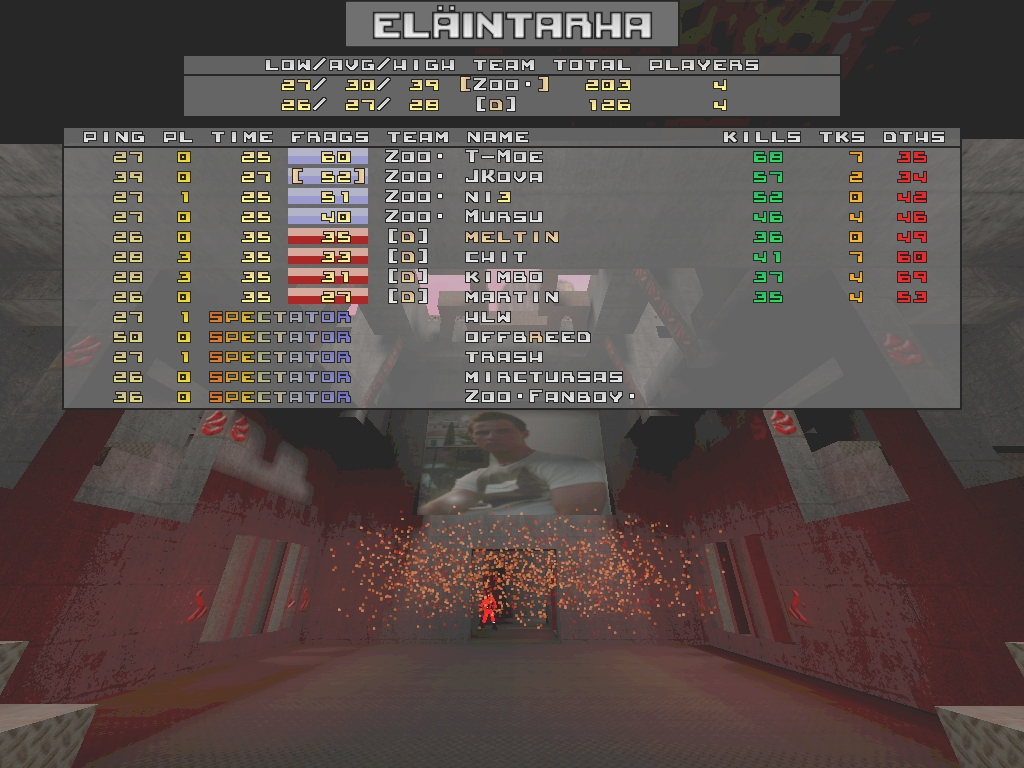 ELÄINTARHA
LOW/AVG/HIGH TEAM TOTAL PLAYERS
27/ 30/ 39 [ZOO·] 203 4
26/ 27/ 28 [D] 126 4
PING PL TIME FRAGS TEAM NAME KILLS TKS DTHS
27 0 25 60 ZOO· T-MOE 68 7 35
39 0 27 [ 52] ZOO· JKOVA 57 2 34
27 1 25 51 ZOO· NI3 52 0 42
27 0 25 40 ZOO· MURSU 46 4 46
26 0 35 35 [D] MELTIN 36 0 49
28 3 35 33 [D] CHIT 41 7 60
28 3 35 31 [D] KIMBO 37 4 69
26 0 35 27 [D] MARTIN 35 4 53
27 1 SPECTATOR HLW
50 0 SPECTATOR OFFBREED
27 1 SPECTATOR TRASH
26 0 SPECTATOR MIRCTURSAS
36 0 SPECTATOR ZOO·FANBOY·